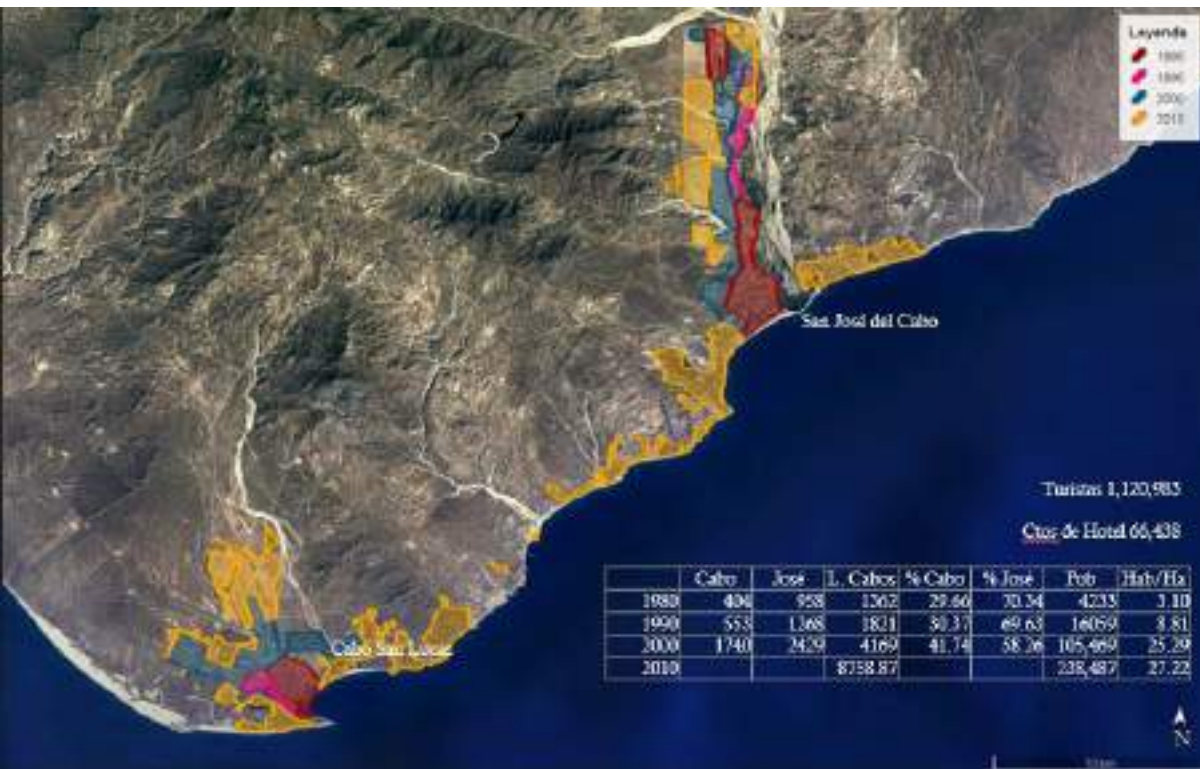 Leyenda
1980
1990
2000
2010
San José del Cabo
Turistas 1,120,983
Ctos de Hotel 66,438
Cabo José L. Cabos % Cabo % José Pob Hab/Ha
1980 404 958 1362 29.66 70.34 4233 3.10
1990 553 1268 1821 30.37 69.63 16059 8.81
2000 1740 2429 4169 41.74 58.26 105,469 25.29
2010 8758.87 238,487 27.22
Cabo San Lucas
N